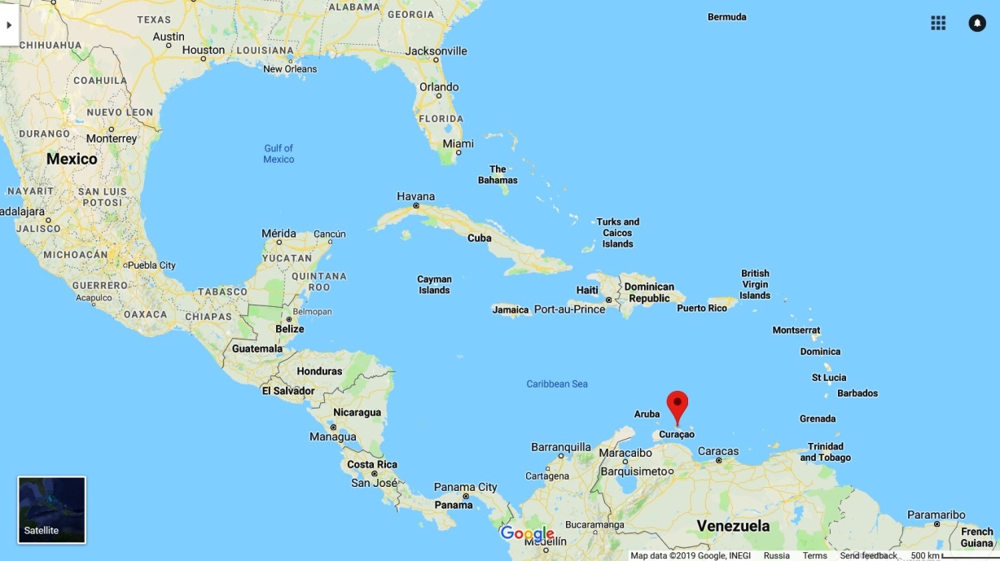 ALABAMA
GEORGIA
Bermuda
TEXAS
Austin
Houston
LOUISIANA
CHIHUAHUA
Jacksonville
New Orleans
COAHUILA
Orlando
NUEVO LEON
FLORIDA
DURANGO
Monterrey
Miami
Mexico
Gulf of
Mexico
The
Bahamas
NAYARIT
SAN LUIS
POTOSI
Havana
adalajara
JALISCO
Turks and
Caicos
Islands
Mérida
Cancún
Cuba
MICHOACÁN
YUCATAN
Puebla City
QUINTANA
ROO
Cayman
Islands
British
Virgin
Islands
GUERRERO
Acapulco
TABASCO
Haiti
Dominican
Republic
OAXACA
CHIAPAS
Belmopan
Jamaica
Port-au-Prince
Puerto Rico
Belize
Montserrat
Guatemala
Dominica
Honduras
Caribbean Sea
St Lucia
El Salvador
Barbados
Nicaragua
Aruba
Grenada
Managua
Curaçao
Barranquilla
Maracaibo
Caracas
Trinidad
and Tobago
Costa Rica
San José
Cartagena
Barquisimeto
Panama City
Panama
Paramaribo
Satellite
Google
Bucaramanga
Venezuela
Medellín
French
Guiana
Map data ©2019 Google, INEGI
Russia
Terms
Send feedback
500 km